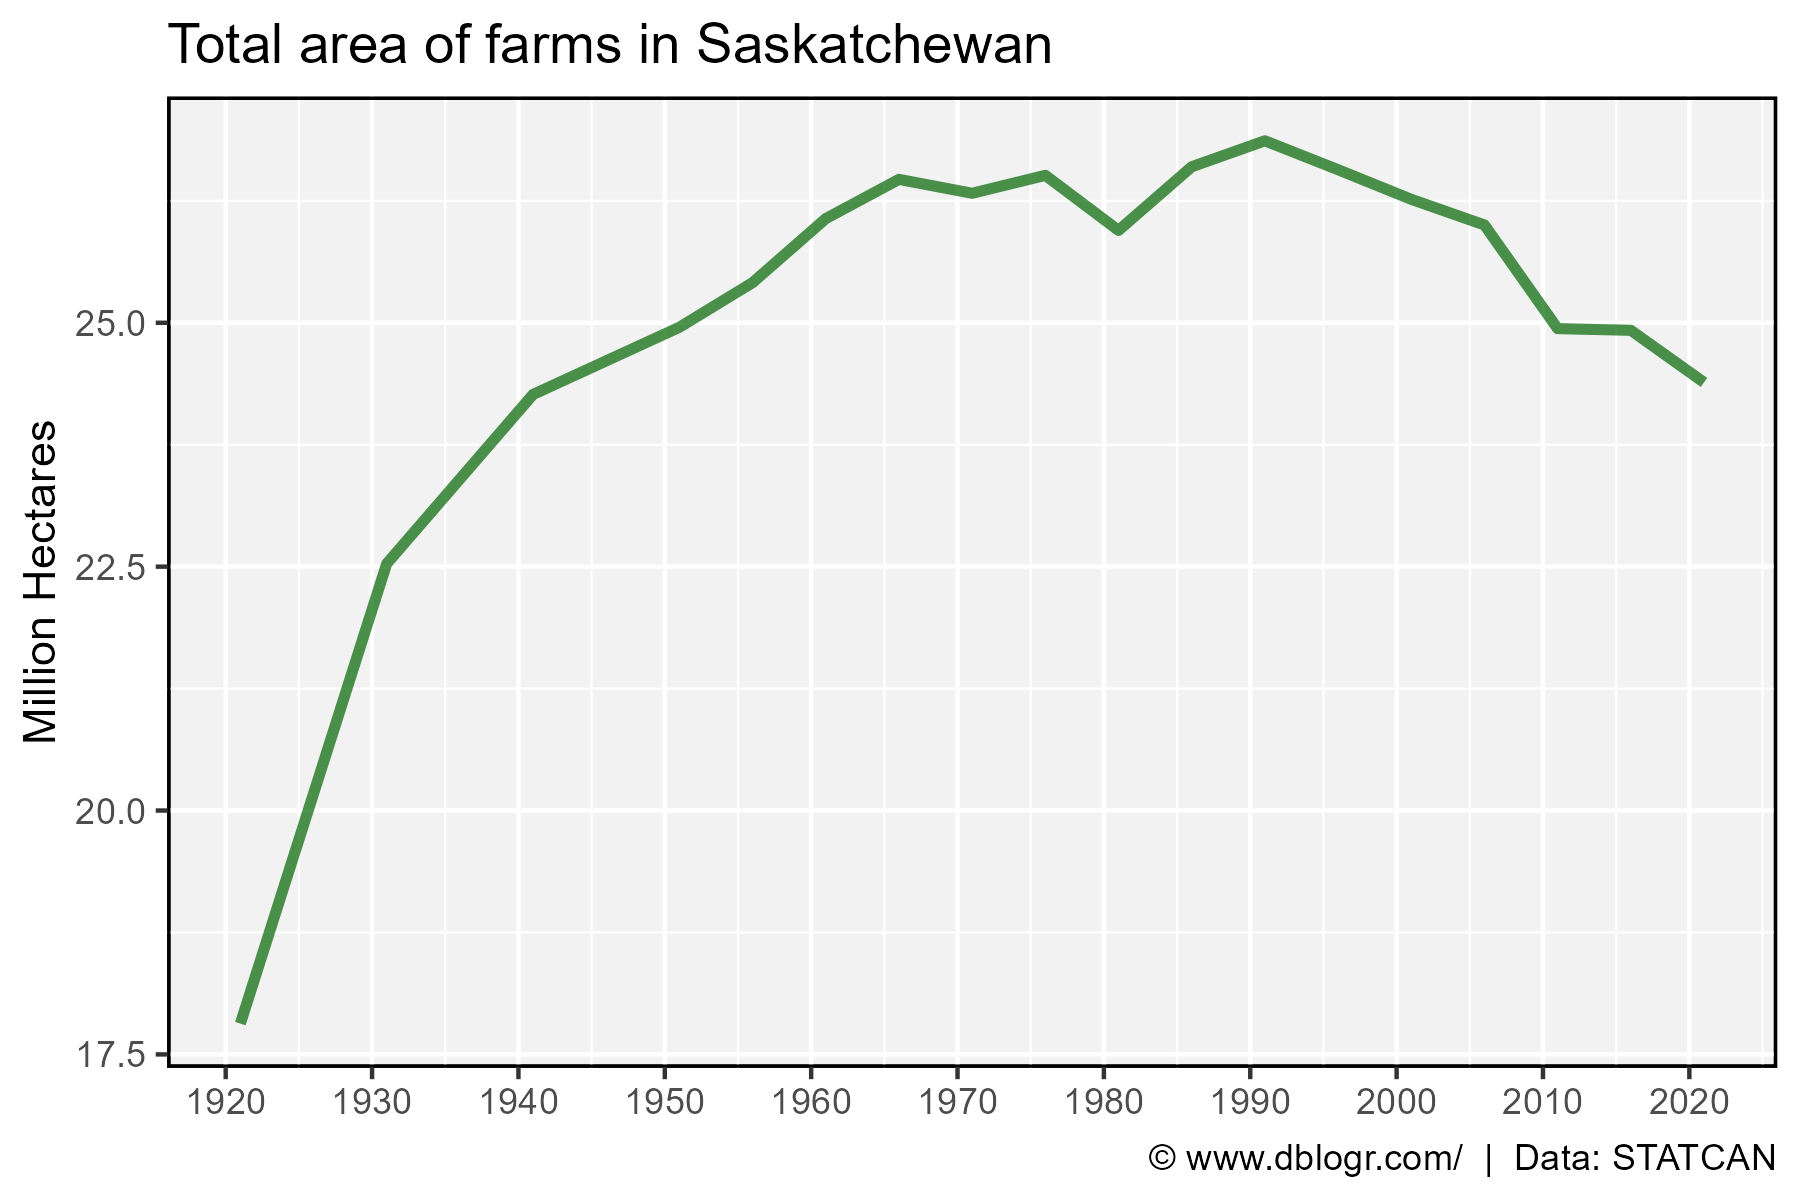 Total area of farms in Saskatchewan
Million Hectares
25.0
22.5
20.0
17.5
1920 1930 1940 1950 1960 1970 1980 1990 2000 2010 2020
© www.dblogr.com/ | Data: STATCAN